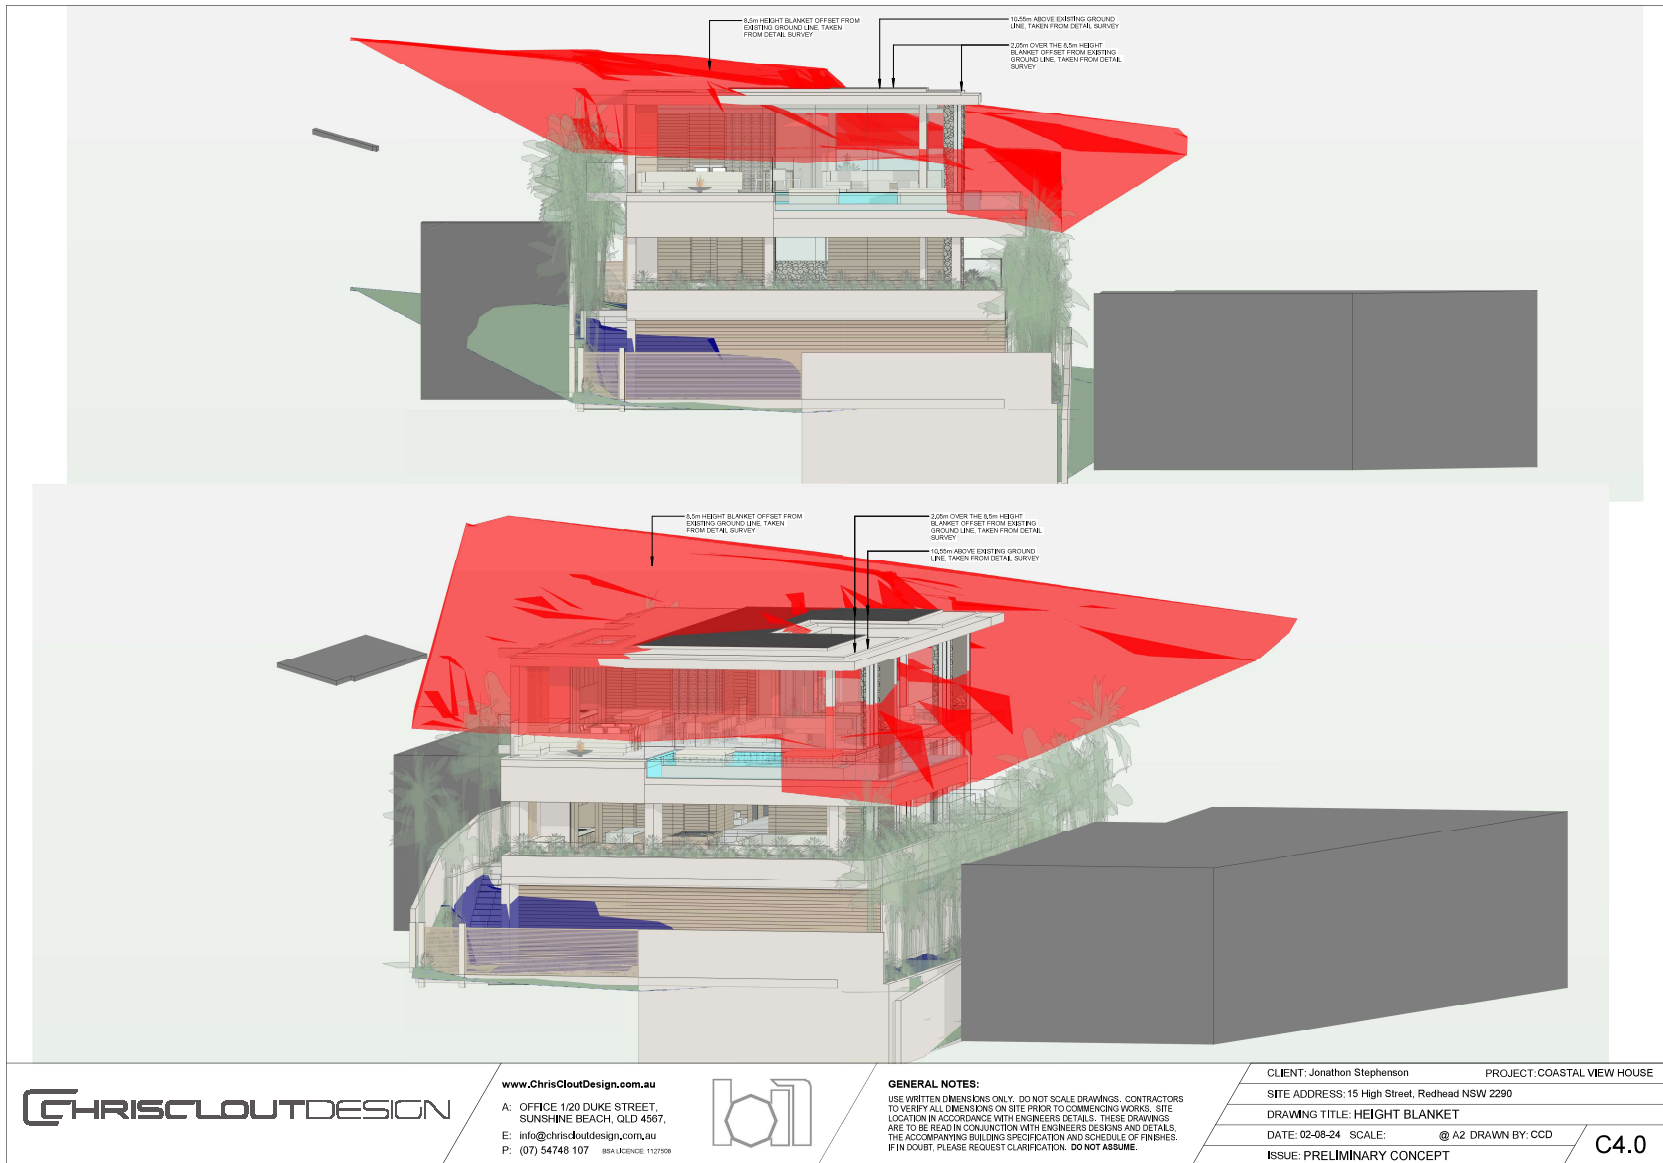 8.5m HEIGHT BLANKET OFFSET FROM
EXISTING GROUND LINE, TAKEN
FROM DETAIL SURVEY
10.55m ABOVE EXISTING GROUND
LINE, TAKEN FROM DETAIL SURVEY
2.05m OVER THE 8.5m HEIGHT
BLANKET OFFSET FROM EXISTING
GROUND LINE, TAKEN FROM DETAIL
SURVEY
8.5m HEIGHT BLANKET OFFSET FROM
EXISTING GROUND LINE, TAKEN
FROM DETAIL SURVEY
2.05m OVER THE 8.5m HEIGHT
BLANKET OFFSET FROM EXISTING
GROUND LINE, TAKEN FROM DETAIL
SURVEY
10.55m ABOVE EXISTING GROUND
LINE, TAKEN FROM DETAIL SURVEY
CHRISCLOUTDESIGN
www.ChrisCloutDesign.com.au
A: OFFICE 1/20 DUKE STREET,
SUNSHINE BEACH, QLD 4567,
E: info@chriscloutdesign.com.au
P: (07) 54748 107 BSA LICENCE: 1127508
GENERAL NOTES:
USE WRITTEN DIMENSIONS ONLY. DO NOT SCALE DRAWINGS. CONTRACTORS
TO VERIFY ALL DIMENSIONS ON SITE PRIOR TO COMMENCING WORKS. SITE
LOCATION IN ACCORDANCE WITH ENGINEERS DETAILS. THESE DRAWINGS
ARE TO BE READ IN CONJUNCTION WITH ENGINEERS DESIGNS AND DETAILS,
THE ACCOMPANYING BUILDING SPECIFICATION AND SCHEDULE OF FINISHES.
IF IN DOUBT, PLEASE REQUEST CLARIFICATION. DO NOT ASSUME.
CLIENT: Jonathon Stephenson PROJECT: COASTAL VIEW HOUSE
SITE ADDRESS: 15 High Street, Redhead NSW 2290
DRAWING TITLE: HEIGHT BLANKET
DATE: 02-08-24 SCALE: @ A2 DRAWN BY: CCD
ISSUE: PRELIMINARY CONCEPT
C4.0